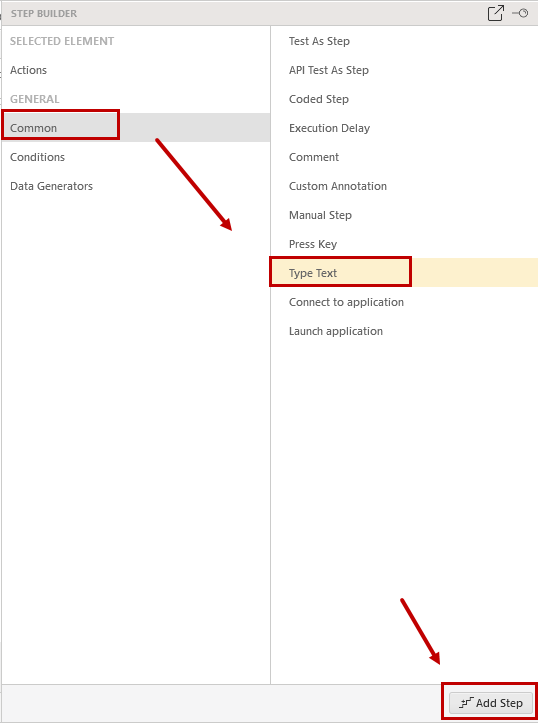 STEP BUILDER
SELECTED ELEMENT
Actions
GENERAL
Common
Conditions
Data Generators
Test As Step
API Test As Step
Coded Step
Execution Delay
Comment
Custom Annotation
Manual Step
Press Key
Type Text
Connect to application
Launch application
Add Step